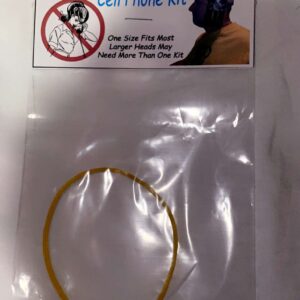 Cell Phone Kit
One Size Fits Most
Larger Heads May
Need More Than One Kit